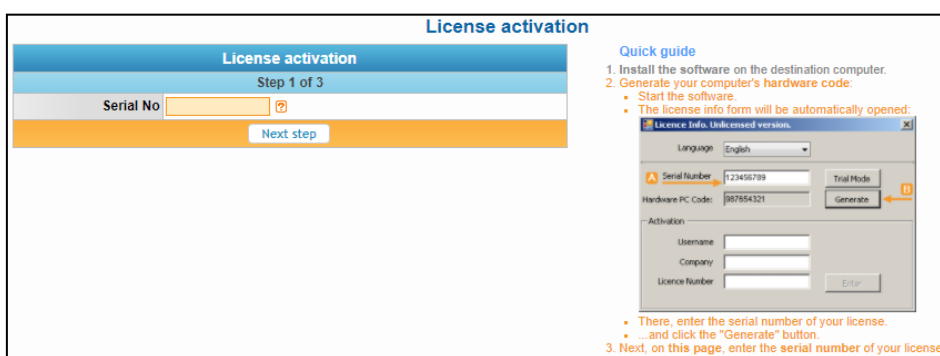 License activation
License activation
Step 1 of 3
Serial No
?
Next step
Quick guide
1. Install the software on the destination computer.
2. Generate your computer's hardware code:
Start the software.
The license info form will be automatically opened:
Licence Info. Unlicensed version.
X
Language English
A Serial Number 123456789 Trial Mode
B
Hardware PC Code: 987654321 Generate
Activation
Username
Company
Licence Number Enter
There, enter the serial number of your license.
...and click the "Generate" button.
3. Next, on this page, enter the serial number of your license